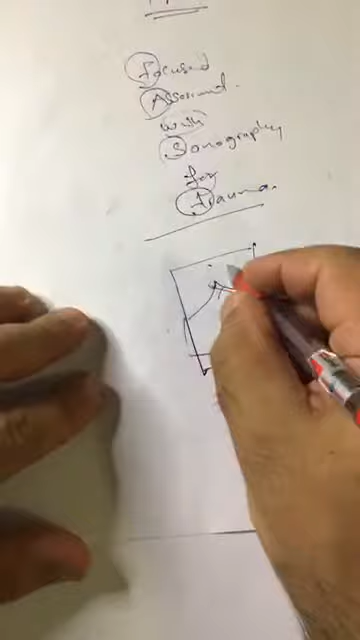 Focused
Assessment
with
Sonography
for
Trauma.